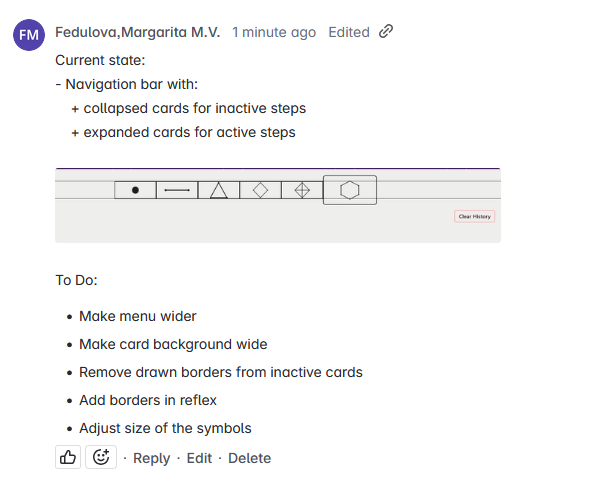 FM
Fedulova,Margarita M.V. 1 minute ago Edited
Current state:
- Navigation bar with:
+ collapsed cards for inactive steps
+ expanded cards for active steps
Clear History
To Do:
• Make menu wider
• Make card background wide
• Remove drawn borders from inactive cards
• Add borders in reflex
• Adjust size of the symbols
· Reply · Edit · Delete